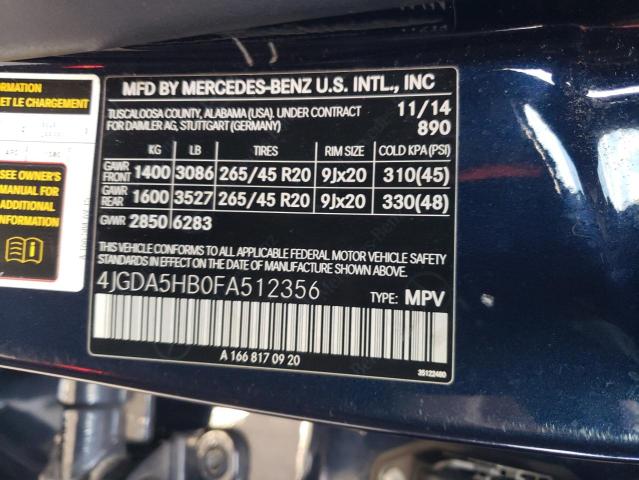 ORMATION
ET LE CHARGEMENT
SEE OWNER'S
MANUAL FOR
ADDITIONAL
INFORMATION
MFD BY MERCEDES-BENZ U.S. INTL., INC
TUSCALOOSA COUNTY, ALABAMA (USA). UNDER CONTRACT 11/14
FOR DAIMLER AG, STUTTGART (GERMANY) 890
KG LB TIRES RIM SIZE COLD KPA (PSI)
GAWR FRONT 1400 3086 265/45 R20 9Jx20 310(45)
GAWR REAR 1600 3527 265/45 R20 9Jx20 330(48)
GVWR 2850 6283
THIS VEHICLE CONFORMS TO ALL APPLICABLE FEDERAL MOTOR VEHICLE SAFETY
STANDARDS IN EFFECT ON THE DATE OF MANUFACTURE SHOWN ABOVE.
4JGDA5HB0FA512356 TYPE: MPV
A 166 817 09 20
35122480